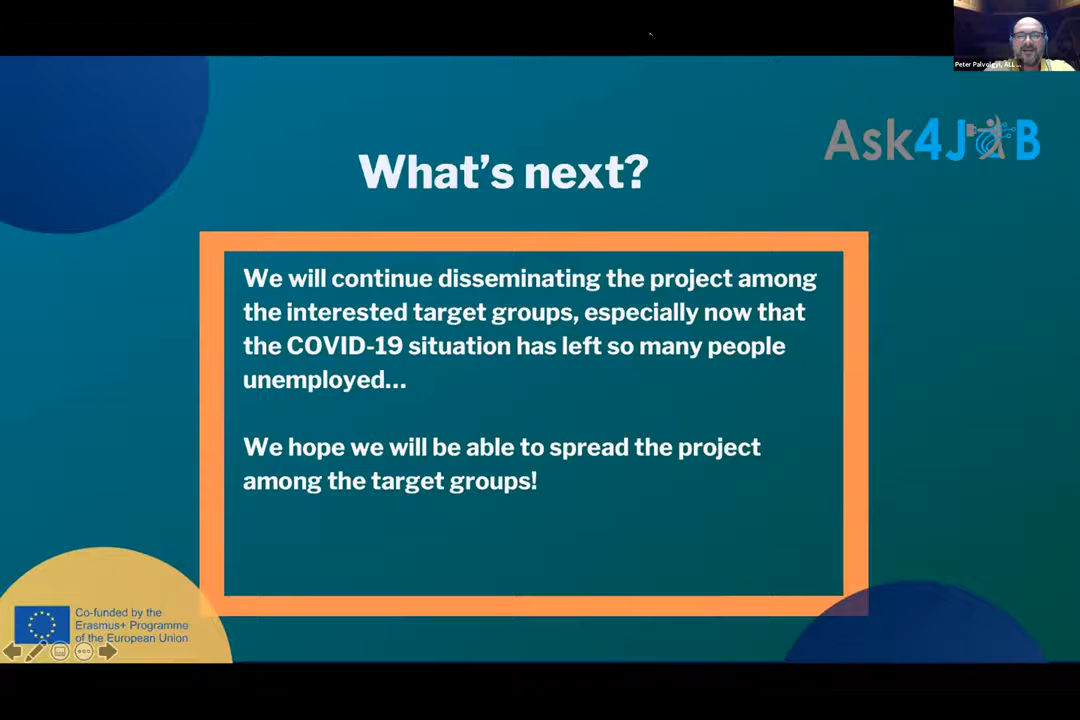 Peter Palvolgyi, ALL ...
Ask4JOB
What's next?
We will continue disseminating the project among
the interested target groups, especially now that
the COVID-19 situation has left so many people
unemployed...
We hope we will be able to spread the project
among the target groups!
Co-funded by the
Erasmus+ Programme
of the European Union